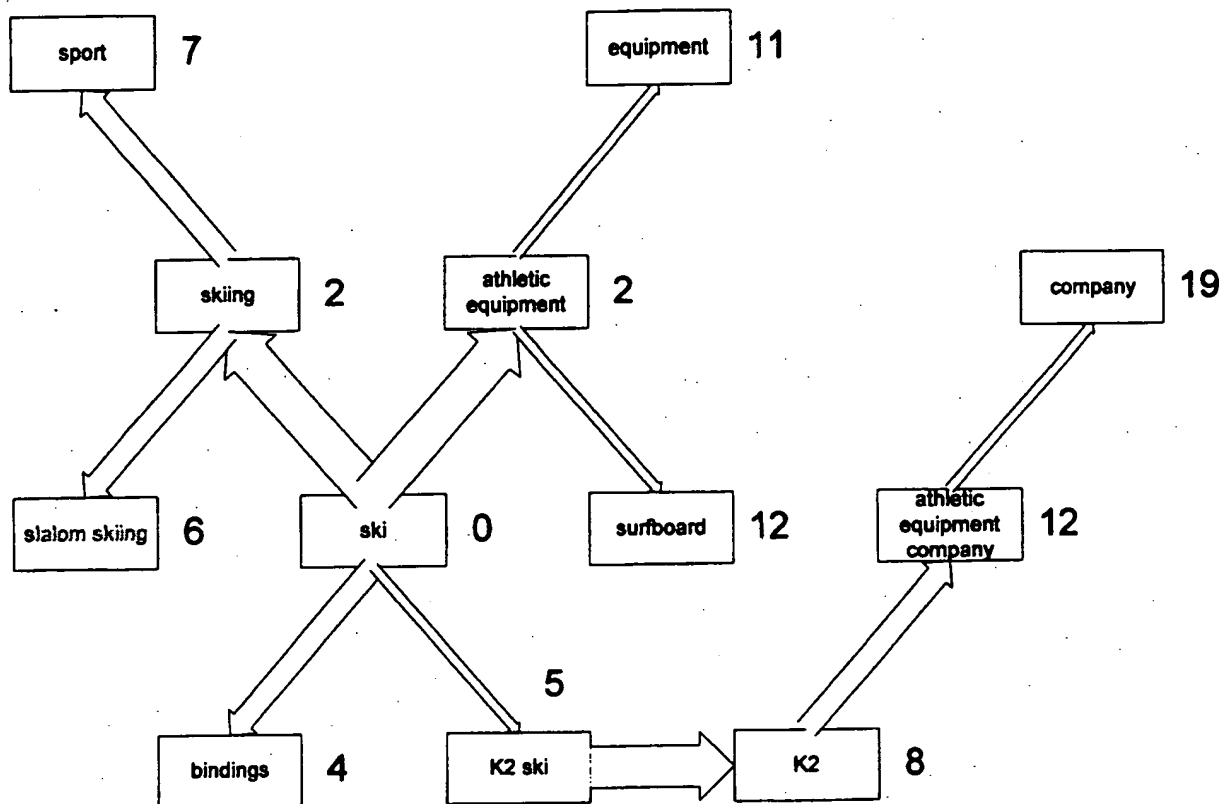 sport 7
equipment 11
skiing 2
athletic
equipment 2
company 19
slalom skiing 6
ski 0
surfboard 12
athletic
equipment
company 12
5
bindings 4
K2 ski
K2 8